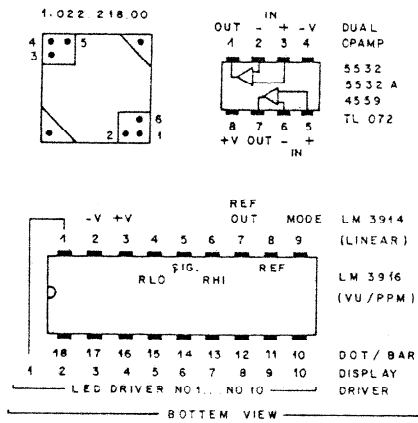 1.022.218.00
4 5
3
6
2 1
IN
OUT - + -V DUAL
1 2 3 4 CPAMP
5532
5532 A
4559
TL 072
8 7 6 5
+V OUT - +
IN
REF
-V +V OUT MODE LM 3914
1 2 3 4 5 6 7 8 9 (LINEAR)
SIG. REF
RLO RHI LM 3916
(VU/PPM)
18 17 16 15 14 13 12 11 10 DOT/BAR
1 2 3 4 5 6 7 8 9 10 DISPLAY
LED DRIVER NO 1 ... NO 10 DRIVER
BOTTEM VIEW